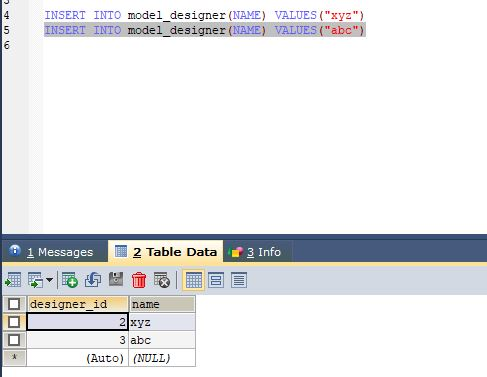 4 INSERT INTO model_designer(NAME) VALUES("xyz")
5 INSERT INTO model_designer(NAME) VALUES("abc")
6
1 Messages 2 Table Data 3 Info
designer_id name
2 xyz
3 abc
* (Auto) (NULL)